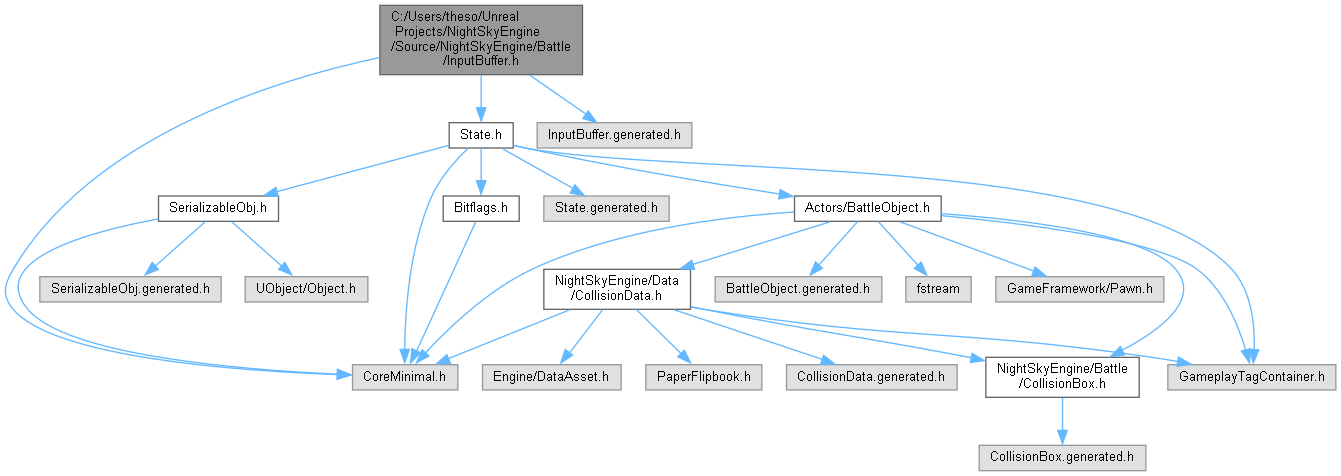 C:/Users/theso/Unreal
Projects/NightSkyEngine
/Source/NightSkyEngine/Battle
/InputBuffer.h
State.h
InputBuffer.generated.h
SerializableObj.h
Bitflags.h
State.generated.h
Actors/BattleObject.h
SerializableObj.generated.h
UObject/Object.h
NightSkyEngine/Data
/CollisionData.h
BattleObject.generated.h
fstream
GameFramework/Pawn.h
CoreMinimal.h
Engine/DataAsset.h
PaperFlipbook.h
CollisionData.generated.h
NightSkyEngine/Battle
/CollisionBox.h
GameplayTagContainer.h
CollisionBox.generated.h